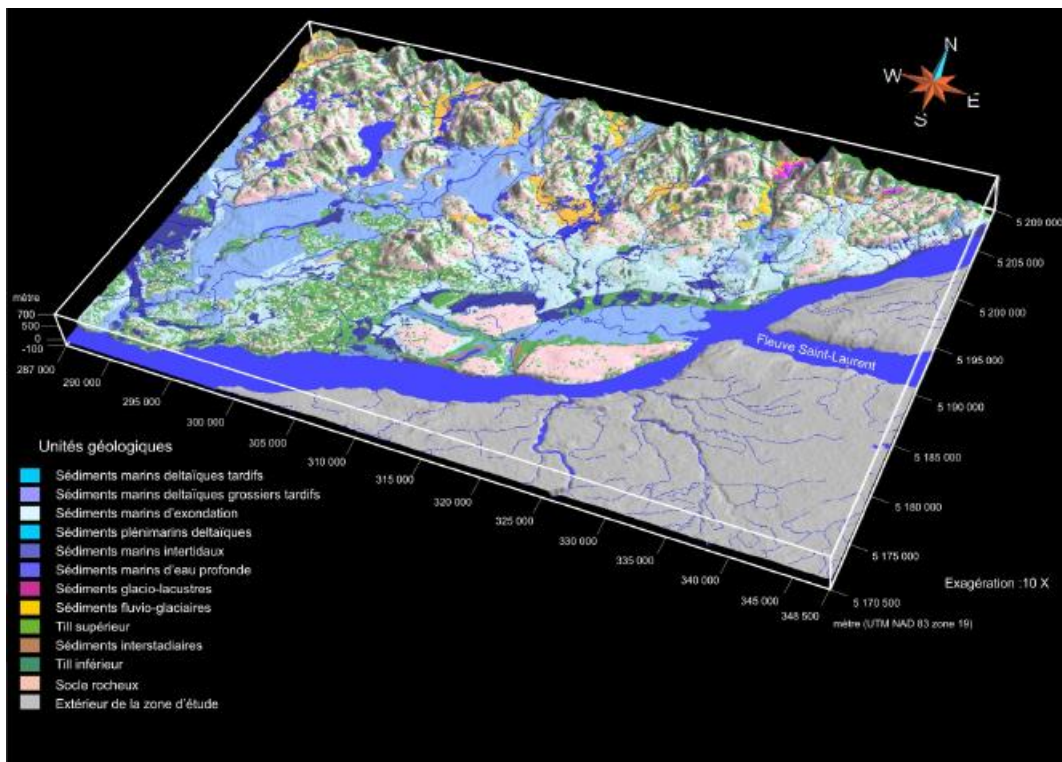 N
W
E
S
5 209 000
5 205 000
5 200 000
5 195 000
Fleuve Saint-Laurent
5 190 000
5 185 000
5 180 000
5 175 000
5 170 500
mètre
700
500
0
-100
287 000
290 000
295 000
300 000
305 000
310 000
315 000
320 000
325 000
330 000
335 000
340 000
345 000
348 500
mètre (UTM NAD 83 zone 19)
Exagération :10 X
Unités géologiques
Sédiments marins deltaïques tardifs
Sédiments marins deltaïques grossiers tardifs
Sédiments marins d'exondation
Sédiments plénimarins deltaïques
Sédiments marins intertidaux
Sédiments marins d'eau profonde
Sédiments glacio-lacustres
Sédiments fluvio-glaciaires
Till supérieur
Sédiments interstadiaires
Till inférieur
Socle rocheux
Extérieur de la zone d'étude